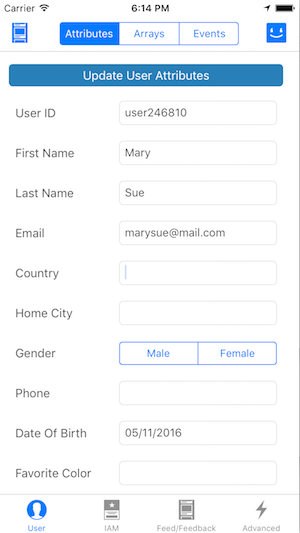 Carrier 6:14 PM
Attributes Arrays Events
Update User Attributes
User ID user246810
First Name Mary
Last Name Sue
Email marysue@mail.com
Country
Home City
Gender Male Female
Phone
Date Of Birth 05/11/2016
Favorite Color
User IAM Feed/Feedback Advanced